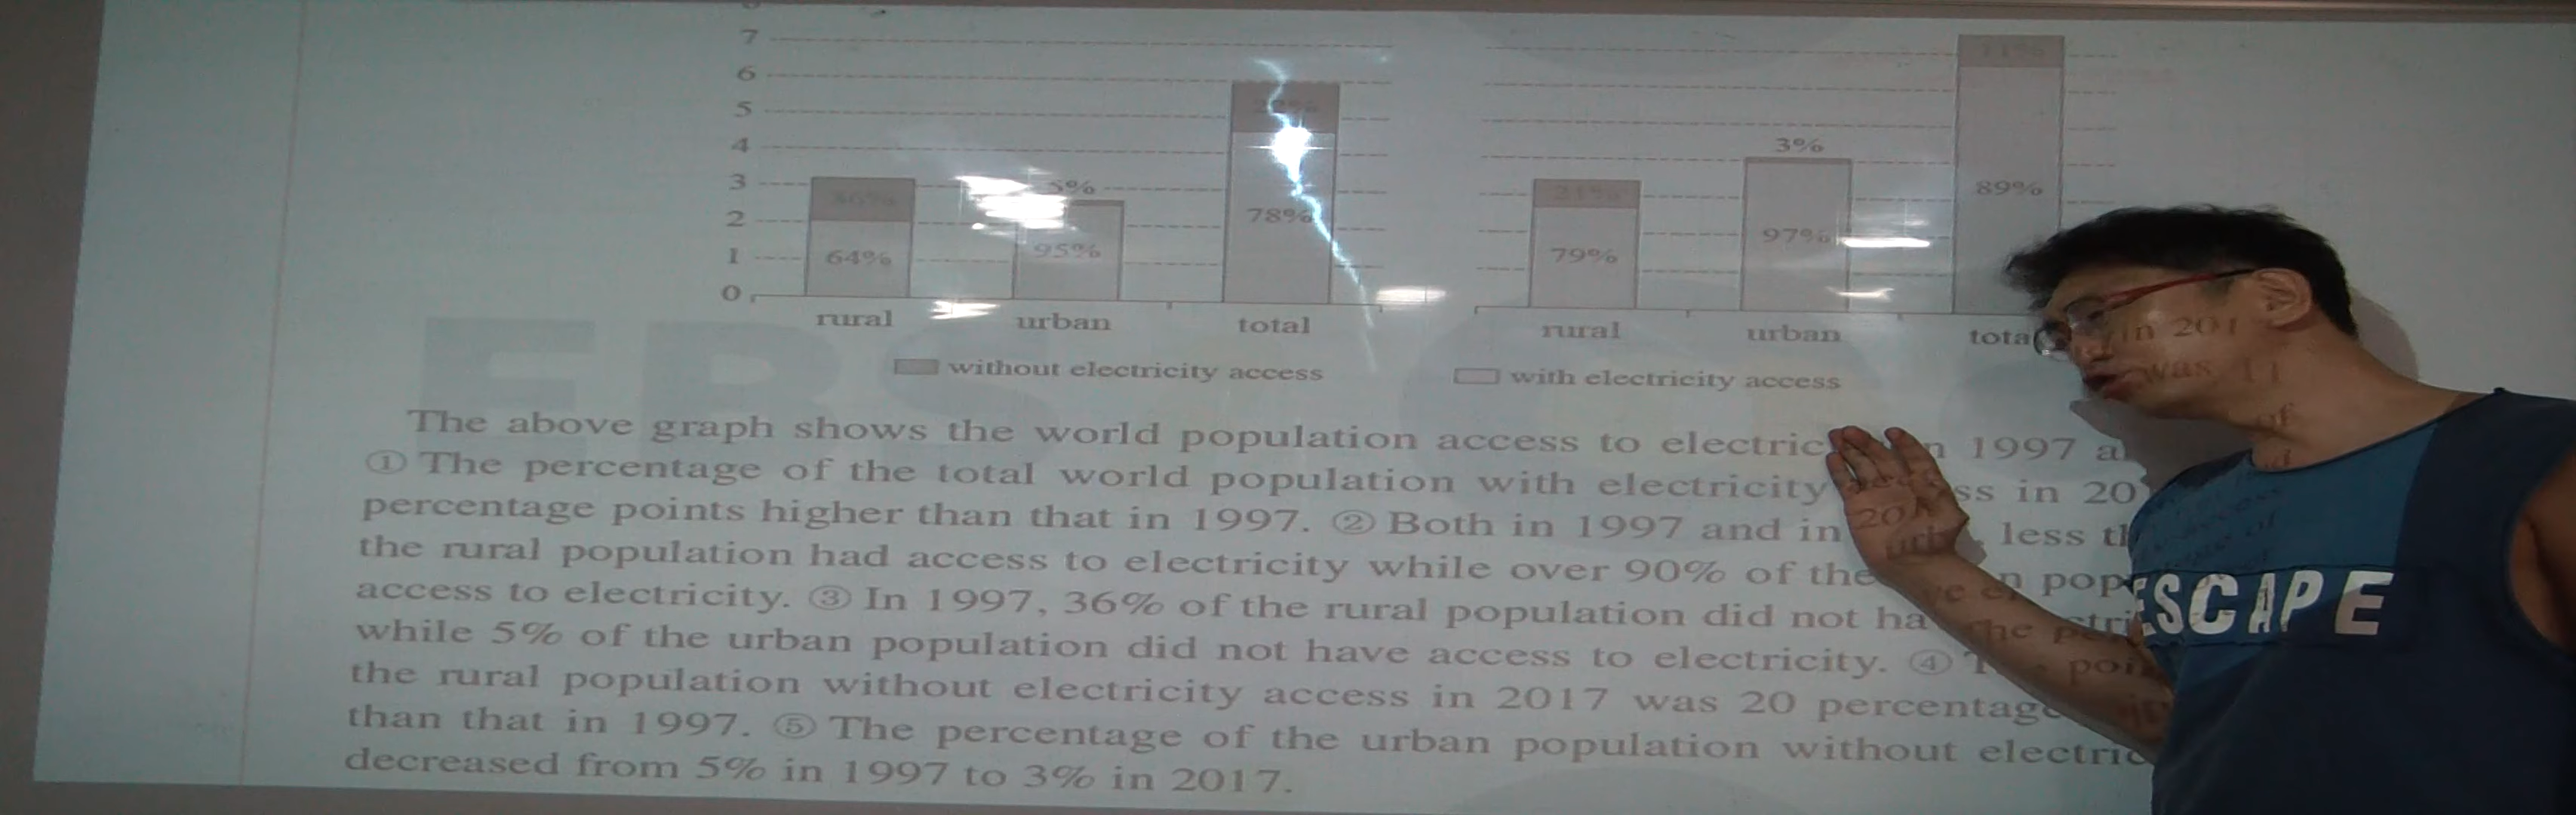 7
6
5
4
3
2
1
0
36%
64%
5%
95%
78%
79%
3%
97%
11%
89%
rural urban total
rural urban
without electricity access
with electricity access
The above graph shows the world population access to 1997
① The percentage of the total world population with electricity in
percentage points higher than that in 1997. ② Both in 1997 and in less
the rural population had access to electricity while over 90% of the
access to electricity. ③ In 1997, 36% of the rural population did not
while 5% of the urban population did not have access to electricity. ④
the rural population without electricity access in 2017 was 20 percentage
than that in 1997. ⑤ The percentage of the urban population without
decreased from 5% in 1997 to 3% in 2017.
EBS
ESCAPE